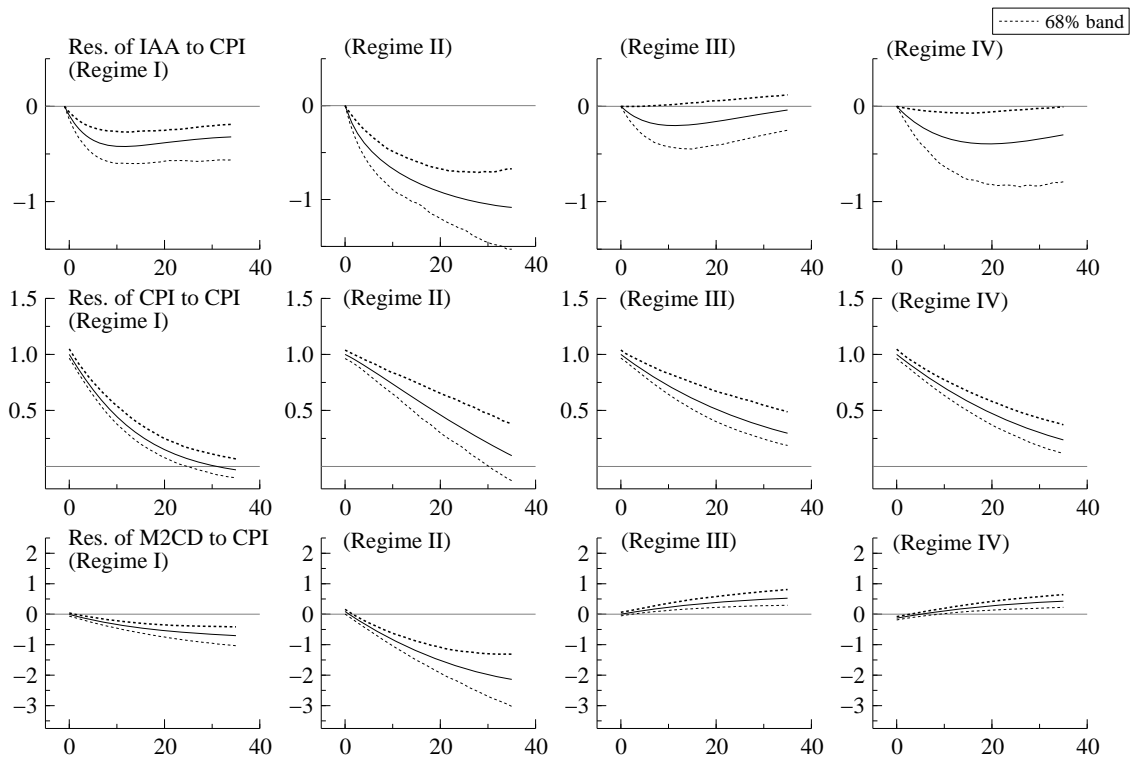 68% band
Res. of IAA to CPI
(Regime I)
(Regime II)
(Regime III)
(Regime IV)
0
−1
0 20 40
0
−1
0 20 40
0
−1
0 20 40
0
−1
0 20 40
Res. of CPI to CPI
(Regime I)
(Regime II)
(Regime III)
(Regime IV)
1.5
1.0
0.5
0 20 40
1.5
1.0
0.5
0 20 40
1.5
1.0
0.5
0 20 40
1.5
1.0
0.5
0 20 40
Res. of M2CD to CPI
(Regime I)
(Regime II)
(Regime III)
(Regime IV)
2
1
0
−1
−2
−3
0 20 40
2
1
0
−1
−2
−3
0 20 40
2
1
0
−1
−2
−3
0 20 40
2
1
0
−1
−2
−3
0 20 40